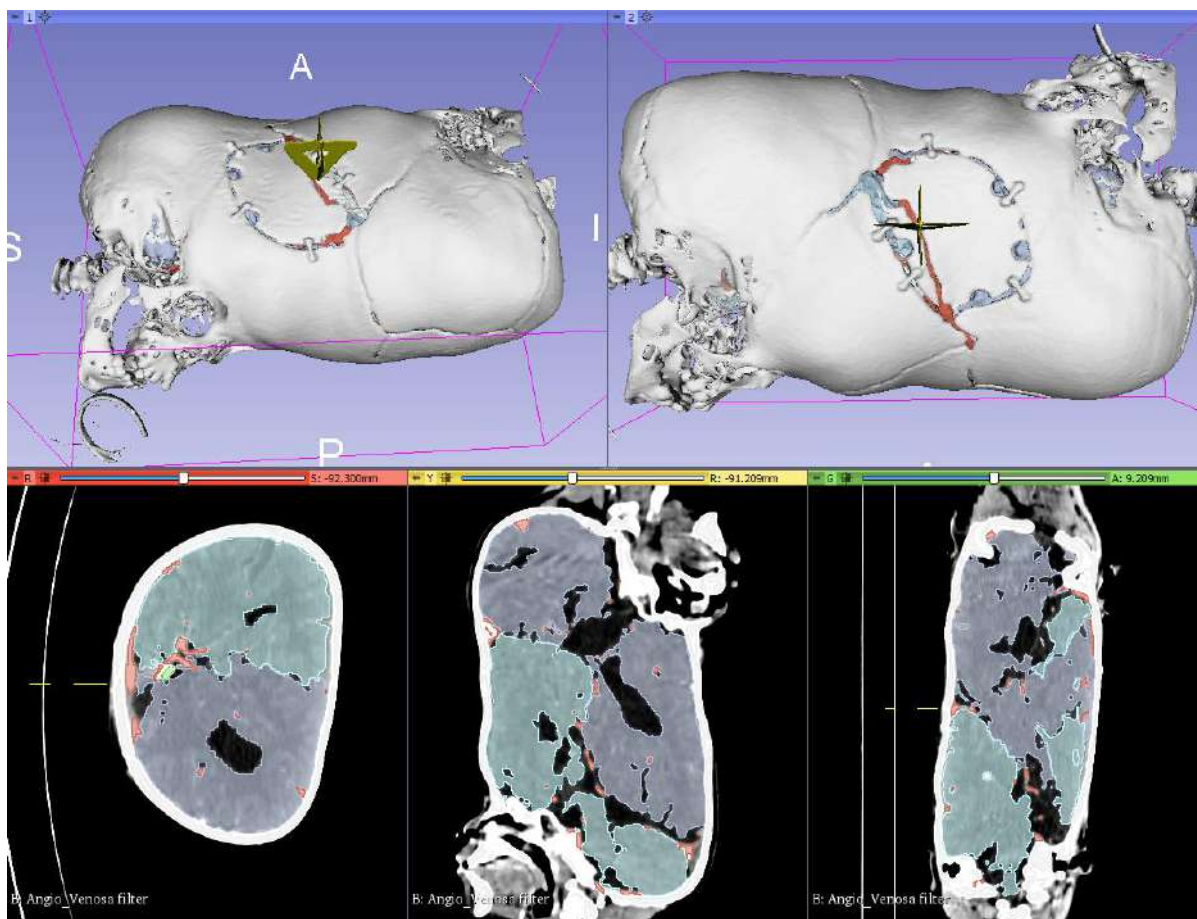 1
2
A
S
I
P
R S: -92.300mm
Y R: -91.209mm
G A: 9.209mm
B: Angio_Venosa filter
B: Angio_Venosa filter
B: Angio_Venosa filter